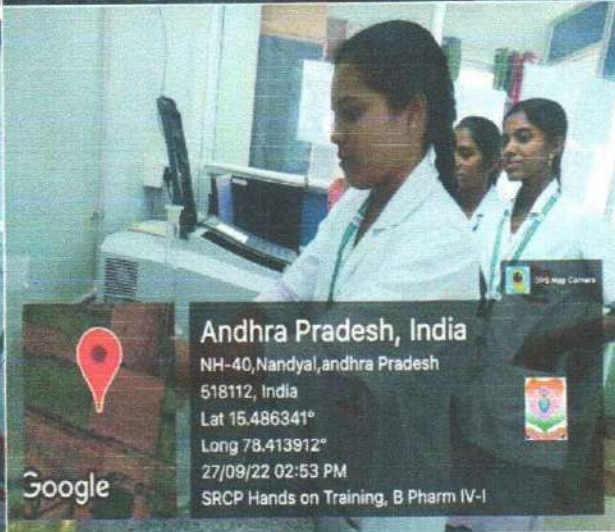 GPS Map Camera
Andhra Pradesh, India
NH-40,Nandyal,andhra Pradesh
518112, India
Lat 15.486341°
Long 78.413912°
27/09/22 02:53 PM
SRCP Hands on Training, B Pharm IV-I
Google